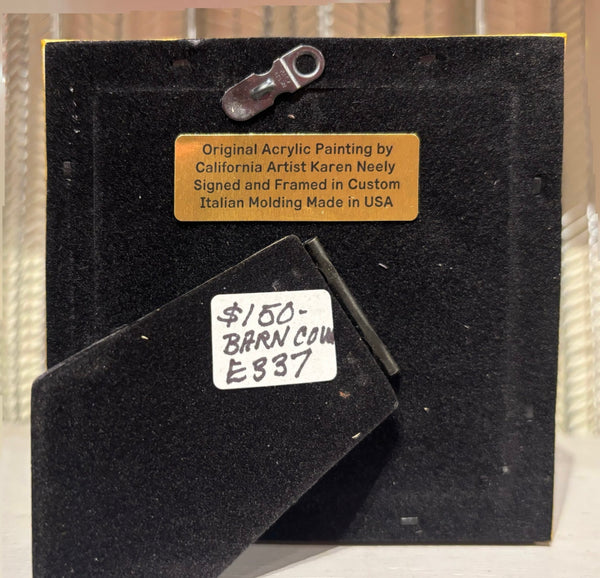 Original Acrylic Painting by
California Artist Karen Neely
Signed and Framed in Custom
Italian Molding Made in USA
$150-
BARN COW
E337